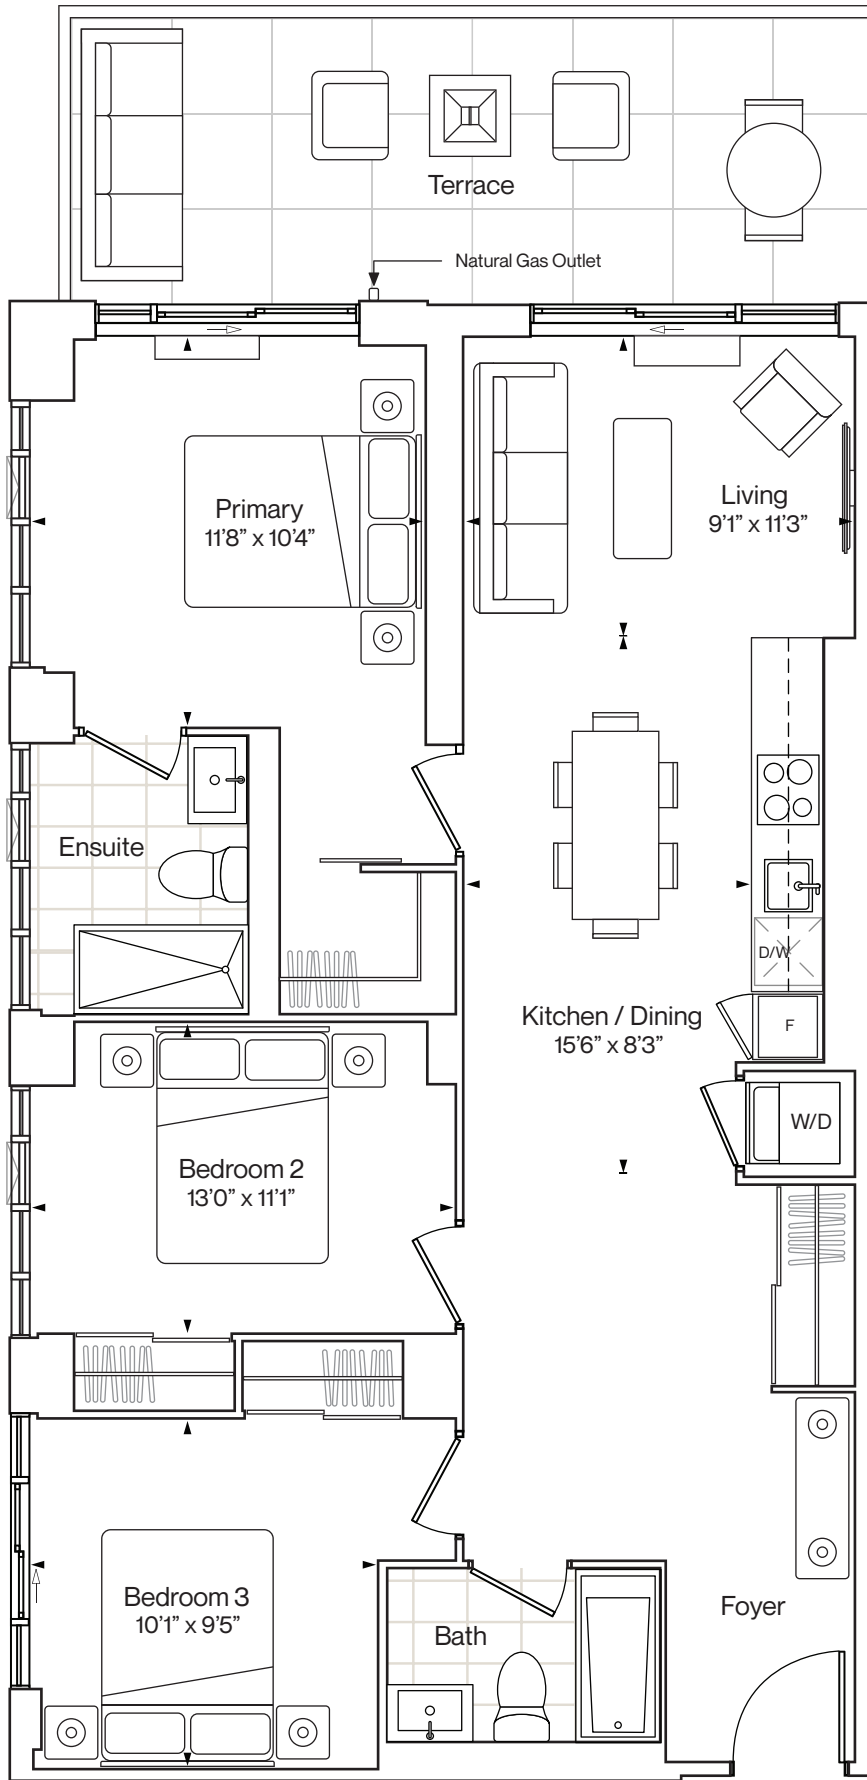 Terrace
Natural Gas Outlet
Primary
11'8" x 10'4"
Living
9'1" x 11'3"
Ensuite
D/W
Kitchen / Dining
15'6" x 8'3"
F
W/D
Bedroom 2
13'0" x 11'1"
Bedroom 3
10'1" x 9'5"
Bath
Foyer